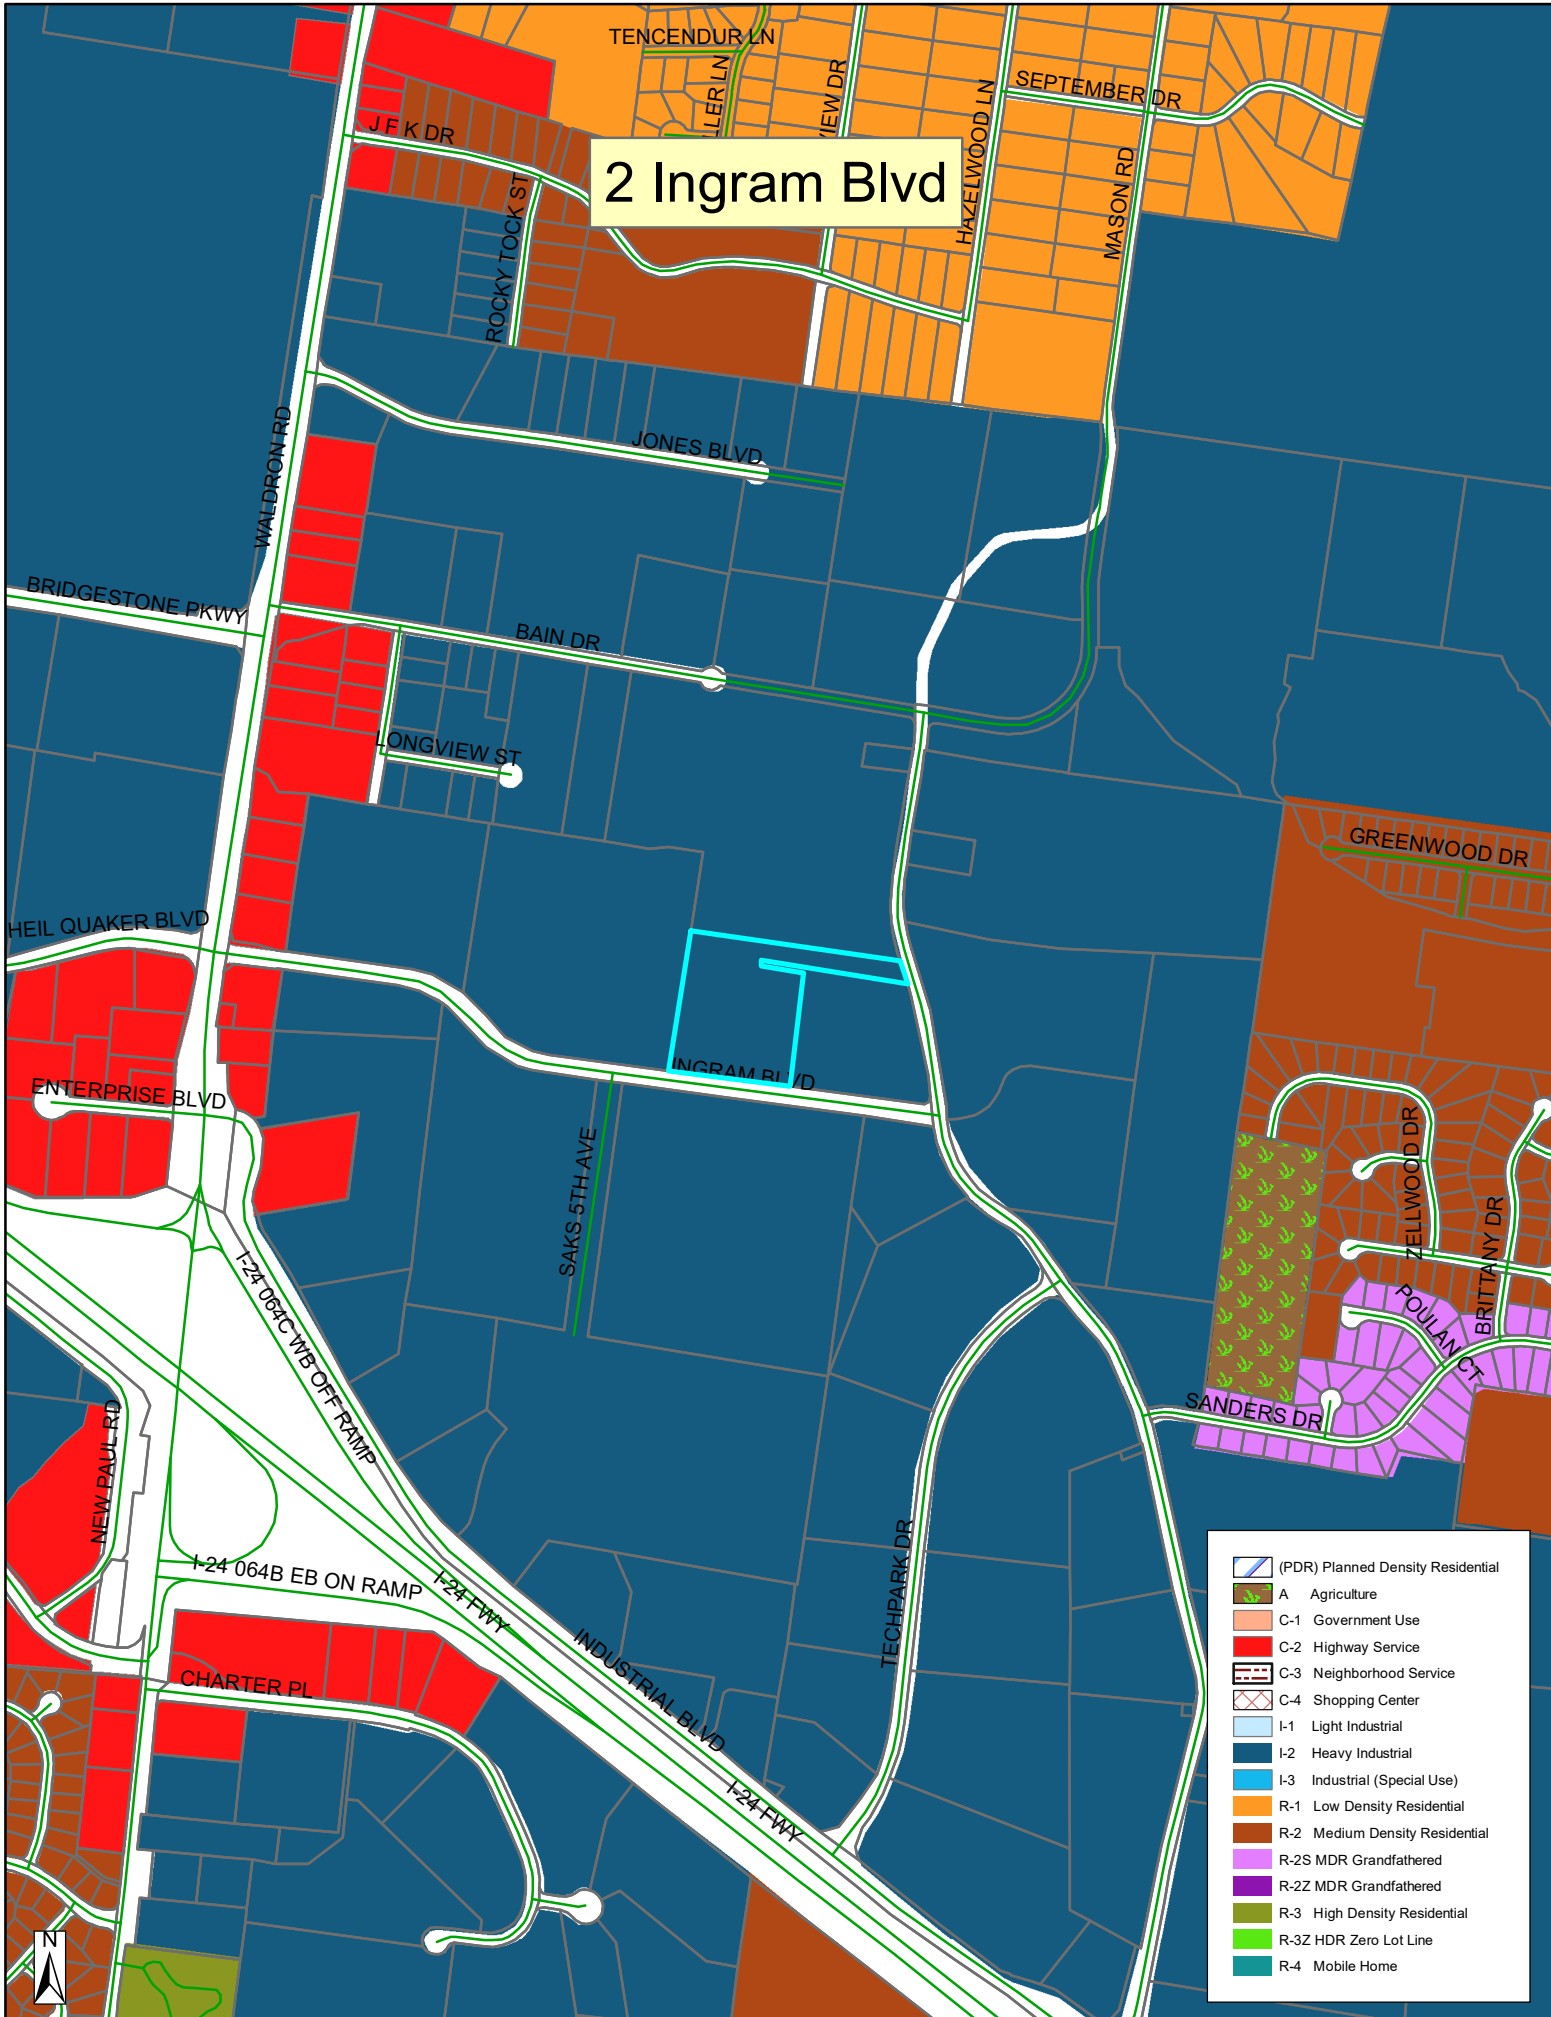 TENCENDUR LN
LLER LN
VIEW DR
SEPTEMBER DR
J F K DR
2 Ingram Blvd
HAZELWOOD LN
MASON RD
ROCKY TOCK ST
JONES BLVD
WALDRON RD
BRIDGESTONE PKWY
BAIN DR
LONGVIEW ST
GREENWOOD DR
HEIL QUAKER BLVD
INGRAM BLVD
ENTERPRISE BLVD
SAKS 5TH AVE
ZELLWOOD DR
BRITTANY DR
POULAN CT
I-24 064C WB OFF RAMP
SANDERS DR
NEW PAUL RD
I-24 064B EB ON RAMP
I-24 FWY
TECHPARK DR
INDUSTRIAL BLVD
CHARTER PL
I-24 FWY
N
(PDR) Planned Density Residential
A Agriculture
C-1 Government Use
C-2 Highway Service
C-3 Neighborhood Service
C-4 Shopping Center
I-1 Light Industrial
I-2 Heavy Industrial
I-3 Industrial (Special Use)
R-1 Low Density Residential
R-2 Medium Density Residential
R-2S MDR Grandfathered
R-2Z MDR Grandfathered
R-3 High Density Residential
R-3Z HDR Zero Lot Line
R-4 Mobile Home